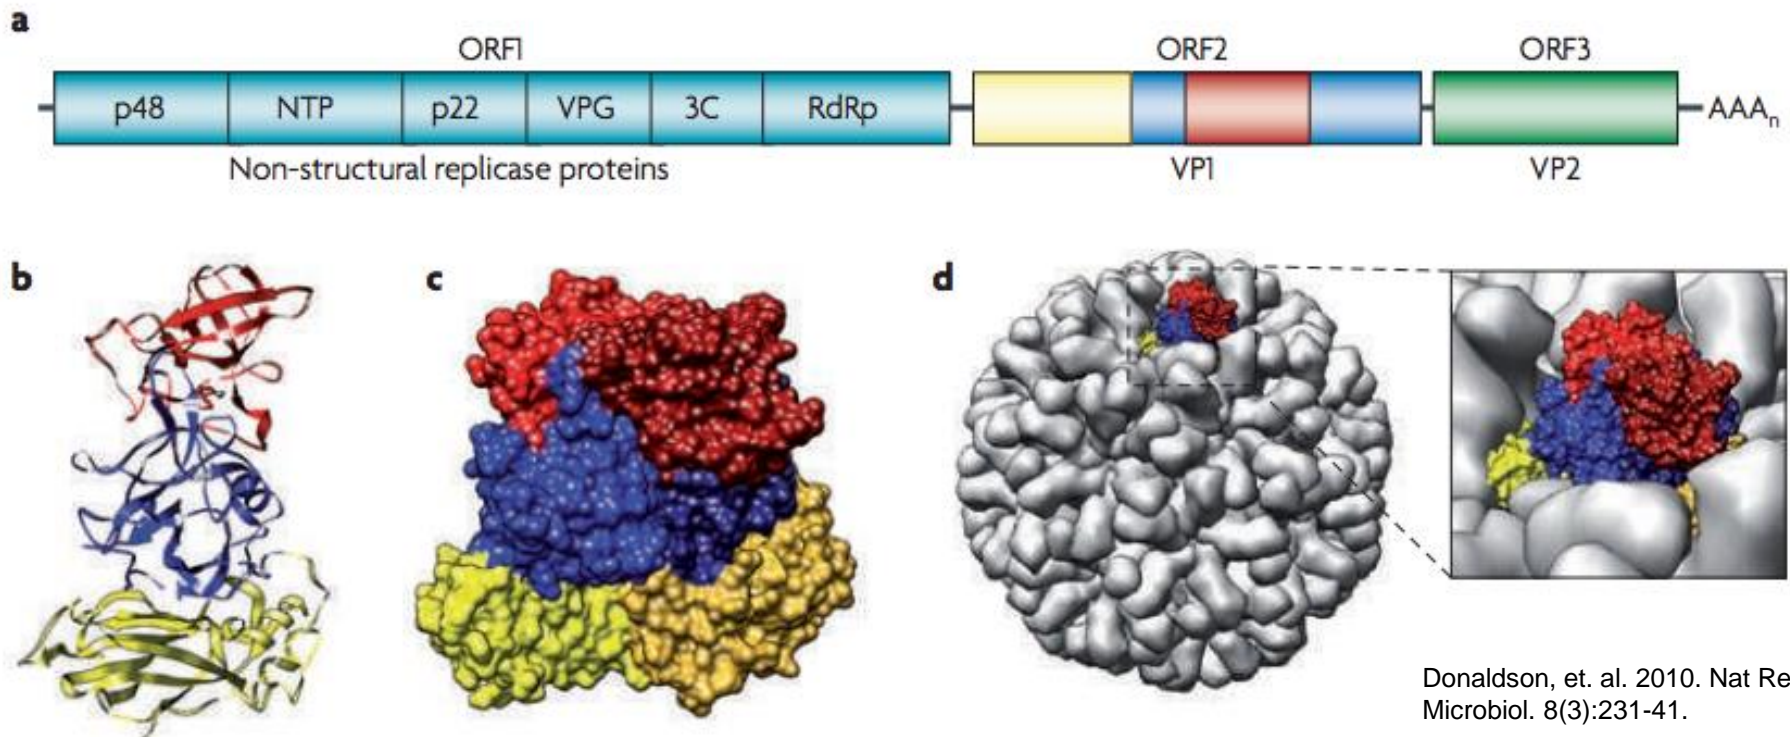 a
ORF1 ORF2 ORF3
p48 NTP p22 VPG 3C RdRp AAAn
Non-structural replicase proteins VP1 VP2
b c d
Donaldson, et. al. 2010. Nat Re
Microbiol. 8(3):231-41.